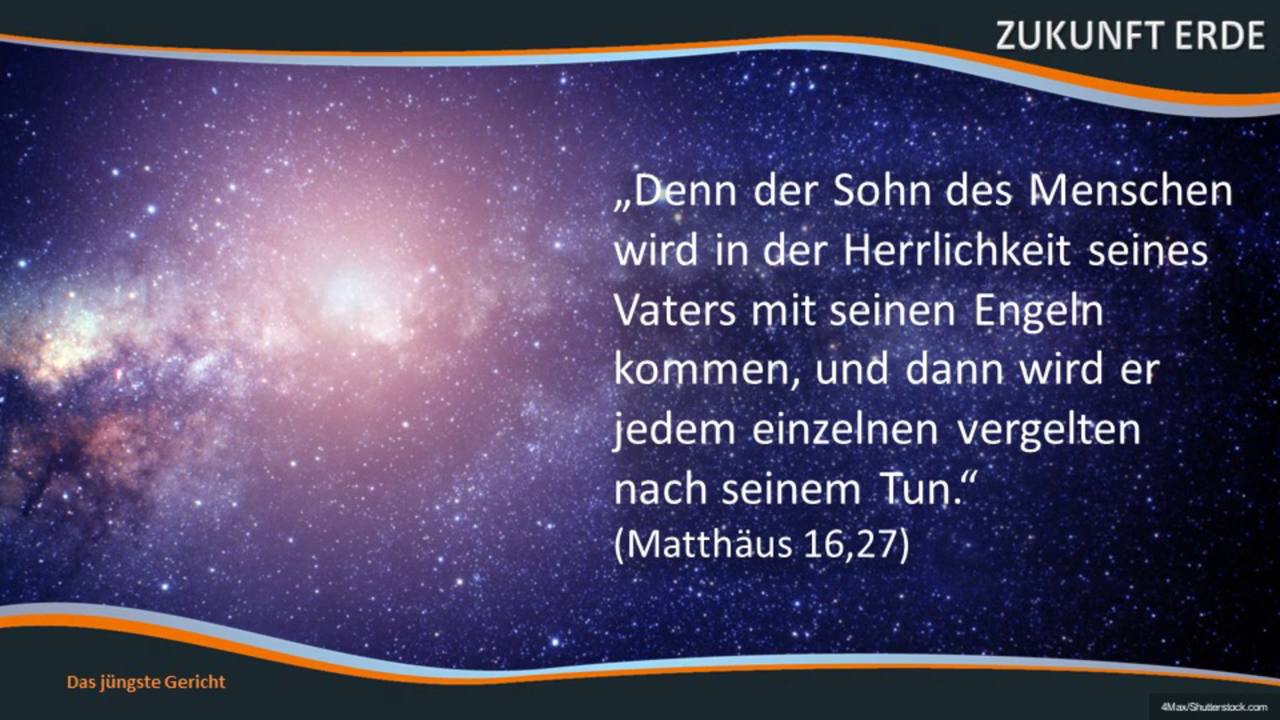 ZUKUNFT ERDE
„Denn der Sohn des Menschen
wird in der Herrlichkeit seines
Vaters mit seinen Engeln
kommen, und dann wird er
jedem einzelnen vergelten
nach seinem Tun.“
(Matthäus 16,27)
Das jüngste Gericht
4Max/Shutterstock.com